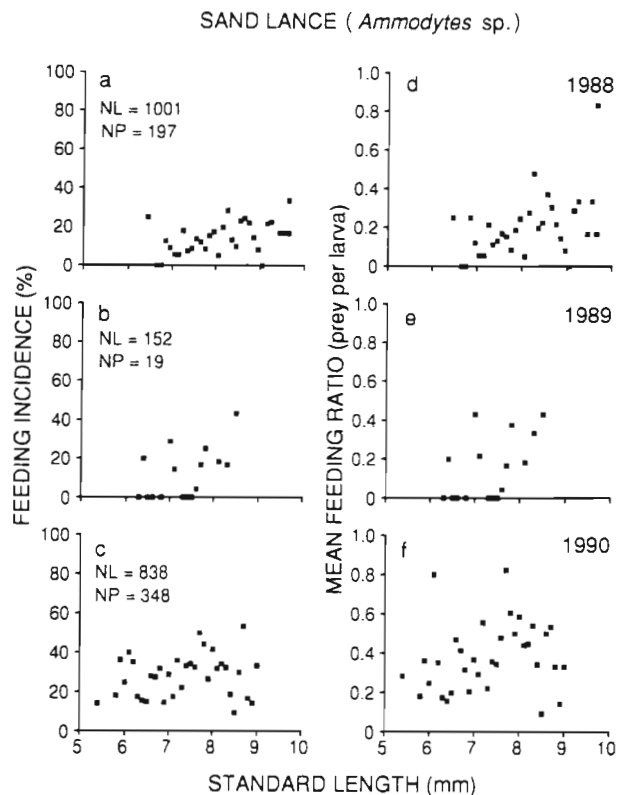 SAND LANCE (Ammodytes sp.)
FEEDING INCIDENCE (%)
100
80
60
40
20
0
a
NL = 1001
NP = 197
100
80
60
40
20
0
b
NL = 152
NP = 19
100
80
60
40
20
0
c
NL = 838
NP = 348
5 6 7 8 9 10
MEAN FEEDING RATIO (prey per larva)
1.0
0.8
0.6
0.4
0.2
0
d
1988
1.0
0.8
0.6
0.4
0.2
0
e
1989
1.0
0.8
0.6
0.4
0.2
0
f
1990
5 6 7 8 9 10
STANDARD LENGTH (mm)